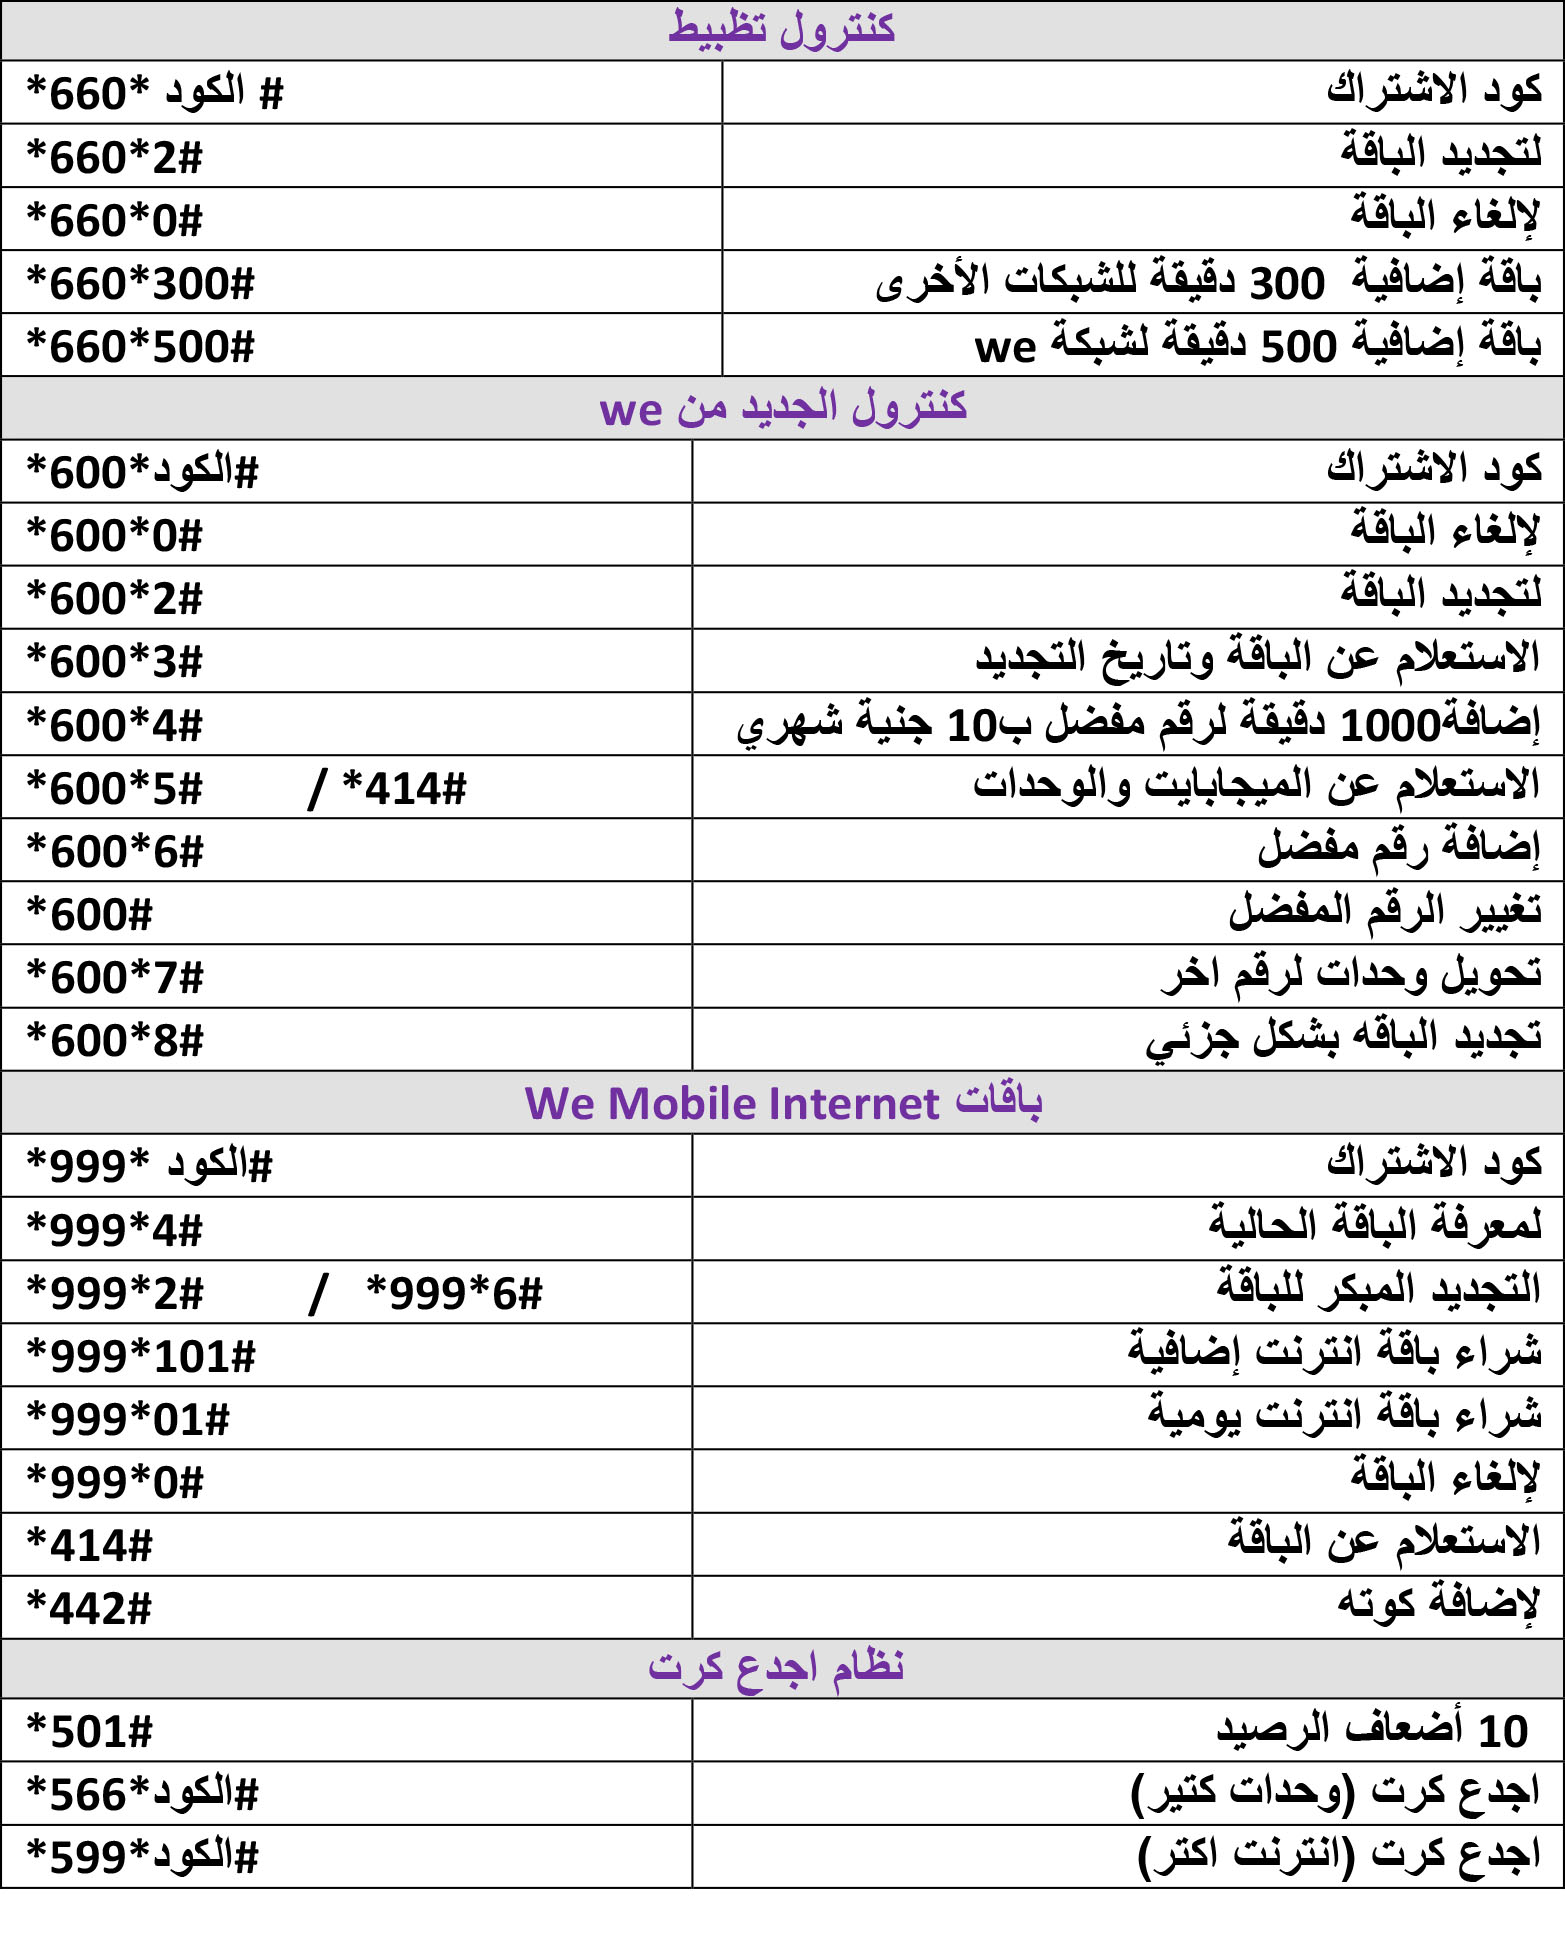 كنترول تظبيط
كود الاشتراك *660* الكود #
لتجديد الباقة *660*2#
لإلغاء الباقة *660*0#
باقة إضافية 300 دقيقة للشبكات الأخرى *660*300#
باقة إضافية 500 دقيقة لشبكة we *660*500#
كنترول الجديد من we
كود الاشتراك *600*الكود#
لإلغاء الباقة *600*0#
لتجديد الباقة *600*2#
الاستعلام عن الباقة وتاريخ التجديد *600*3#
إضافة1000 دقيقة لرقم مفضل ب10 جنية شهري *600*4#
الاستعلام عن الميجابايت والوحدات *600*5# / *414#
إضافة رقم مفضل *600*6#
تغيير الرقم المفضل *600#
تحويل وحدات لرقم اخر *600*7#
تجديد الباقه بشكل جزئي *600*8#
باقات We Mobile Internet
كود الاشتراك *999* الكود#
لمعرفة الباقة الحالية *999*4#
التجديد المبكر للباقة *999*2# / *999*6#
شراء باقة انترنت إضافية *999*101#
شراء باقة انترنت يومية *999*01#
لإلغاء الباقة *999*0#
الاستعلام عن الباقة *414#
لإضافة كوته *442#
نظام اجدع كرت
10 أضعاف الرصيد *501#
اجدع كرت (وحدات كتير) *566*الكود#
اجدع كرت (انترنت اكتر) *599*الكود#